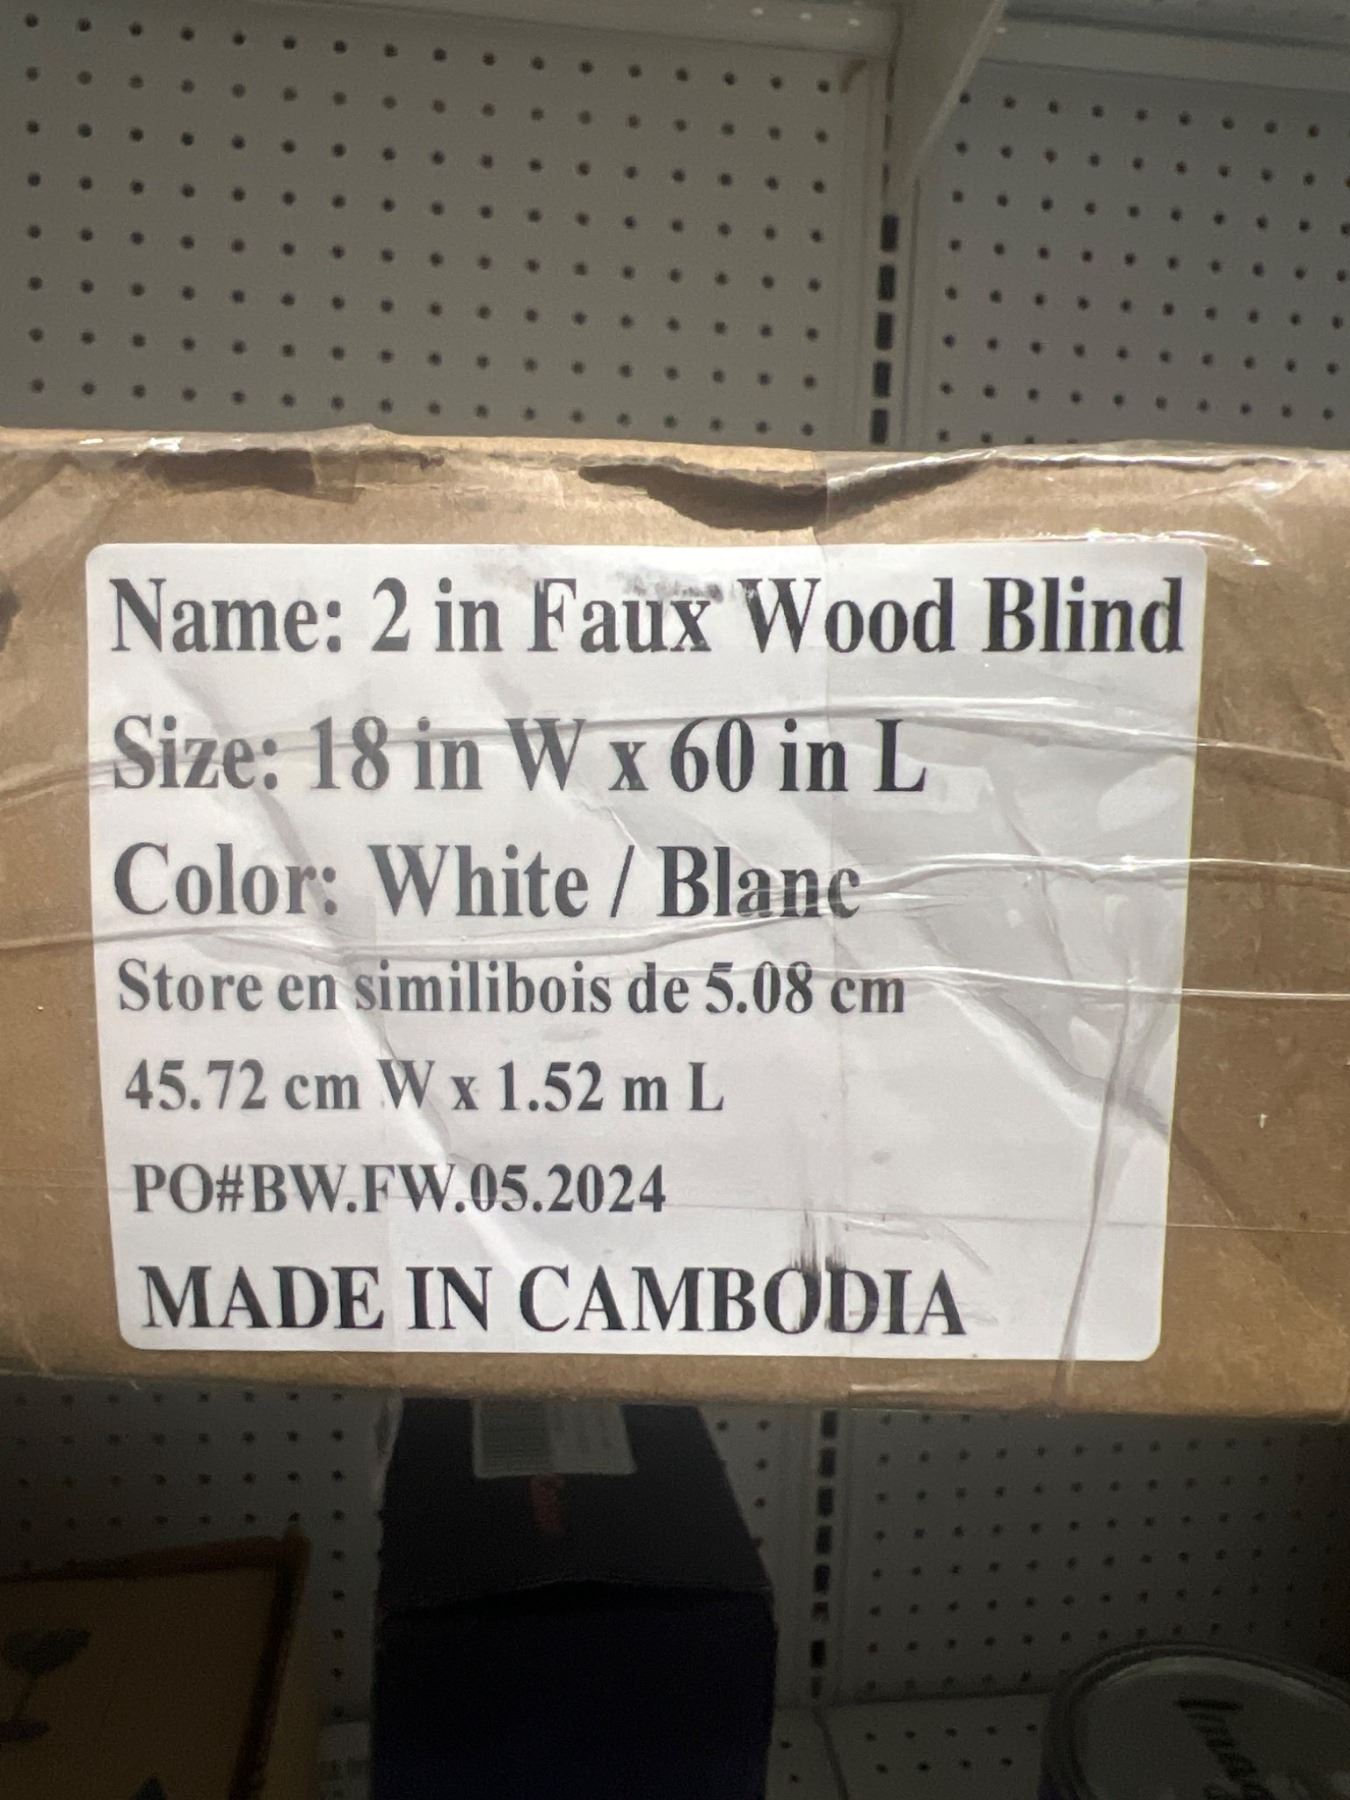 Name: 2 in Faux Wood Blind
Size: 18 in W x 60 in L
Color: White / Blanc
Store en similibois de 5.08 cm
45.72 cm W x 1.52 m L
PO#BW.FW.05.2024
MADE IN CAMBODIA